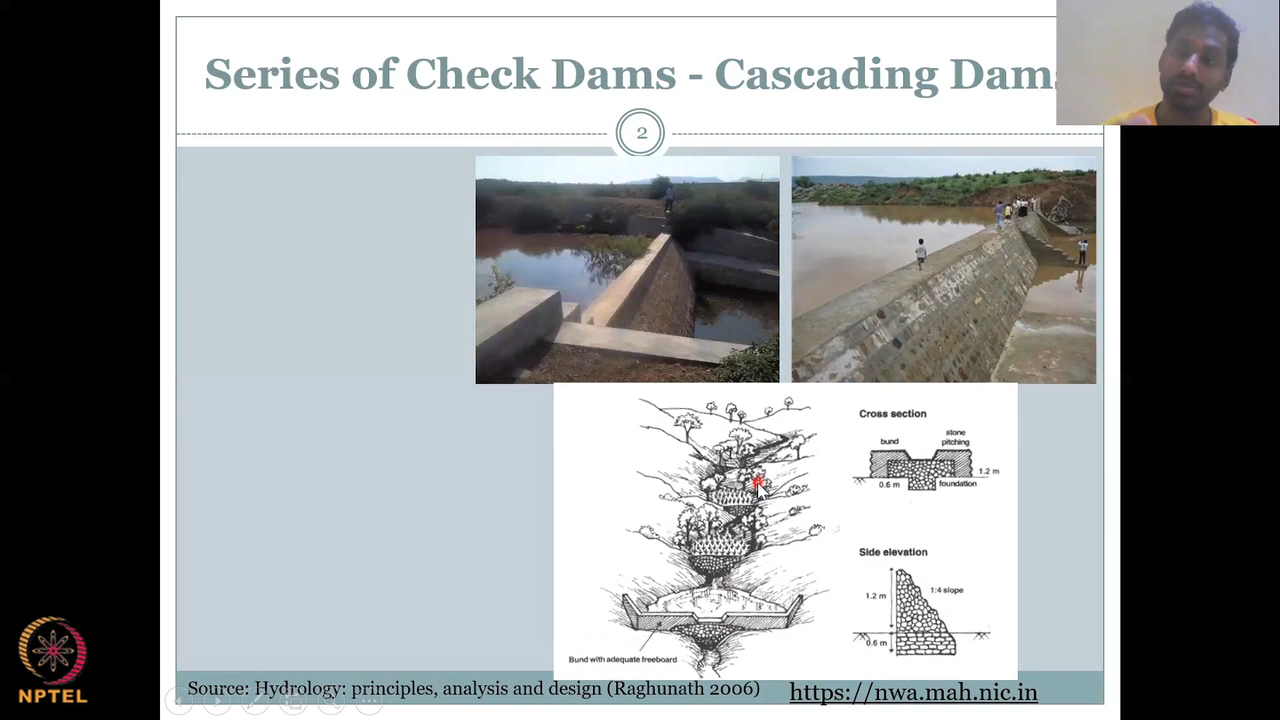 Series of Check Dams - Cascading Dams
2
Cross section
bund
stone
pitching
1.2 m
0.6 m
foundation
Side elevation
1:4 slope
1.2 m
0.6 m
Bund with adequate freeboard
Source: Hydrology: principles, analysis and design (Raghunath 2006)
https://nwa.mah.nic.in
NPTEL